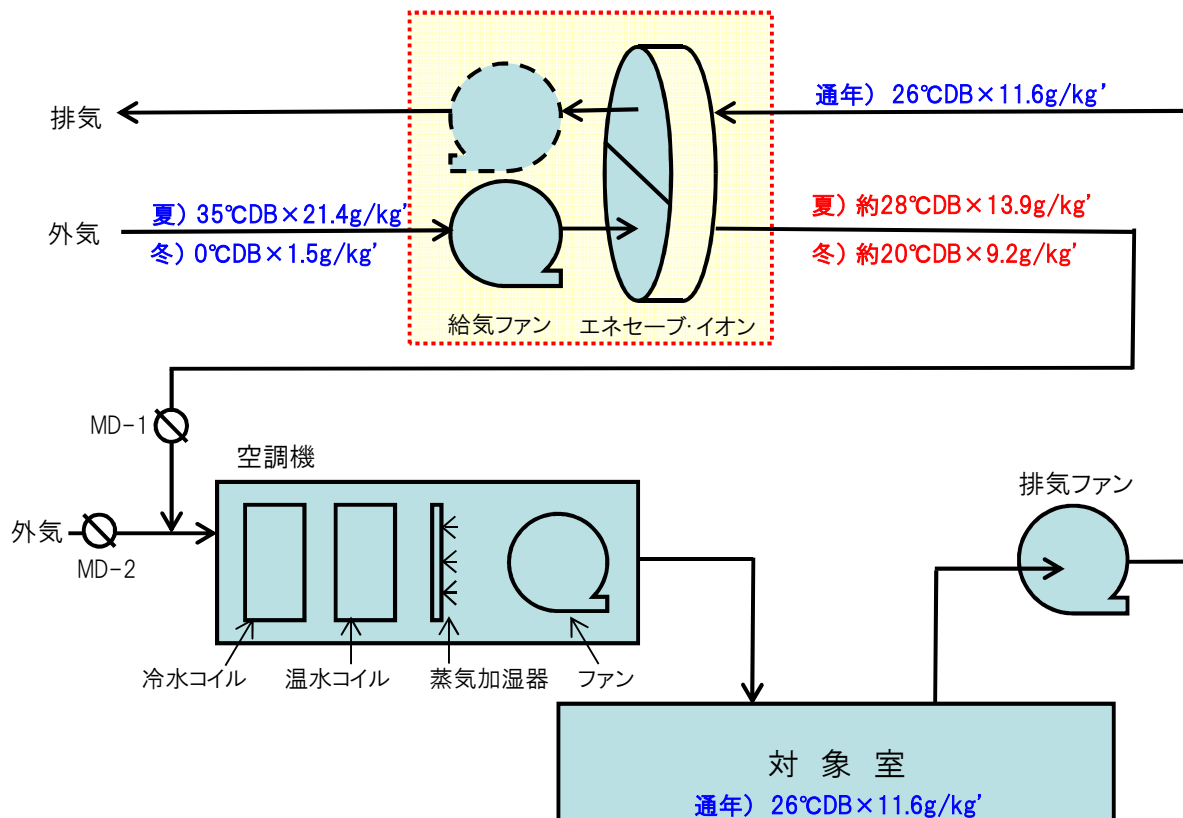 通年） 26℃DB×11.6g/kg’
排気
夏）35℃DB×21.4g/kg’
外気
冬）0℃DB×1.5g/kg’
夏）約28℃DB×13.9g/kg’
冬）約20℃DB×9.2g/kg’
給気ファン
エネセーブ・イオン
MD-1
空調機
排気ファン
外気
MD-2
冷水コイル
温水コイル
蒸気加湿器
ファン
対 象 室
通年） 26℃DB×11.6g/kg’